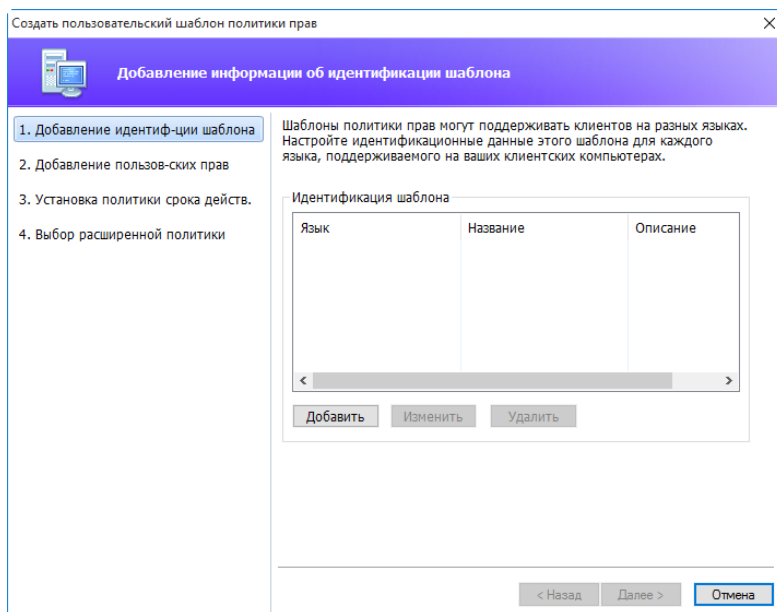 Создать пользовательский шаблон политики прав
Добавление информации об идентификации шаблона
1. Добавление идентиф-ции шаблона
2. Добавление пользов-ских прав
3. Установка политики срока действ.
4. Выбор расширенной политики
Шаблоны политики прав могут поддерживать клиентов на разных языках.
Настройте идентификационные данные этого шаблона для каждого
языка, поддерживаемого на ваших клиентских компьютерах.
Идентификация шаблона
Язык Название Описание
Добавить Изменить Удалить
< Назад Далее > Отмена